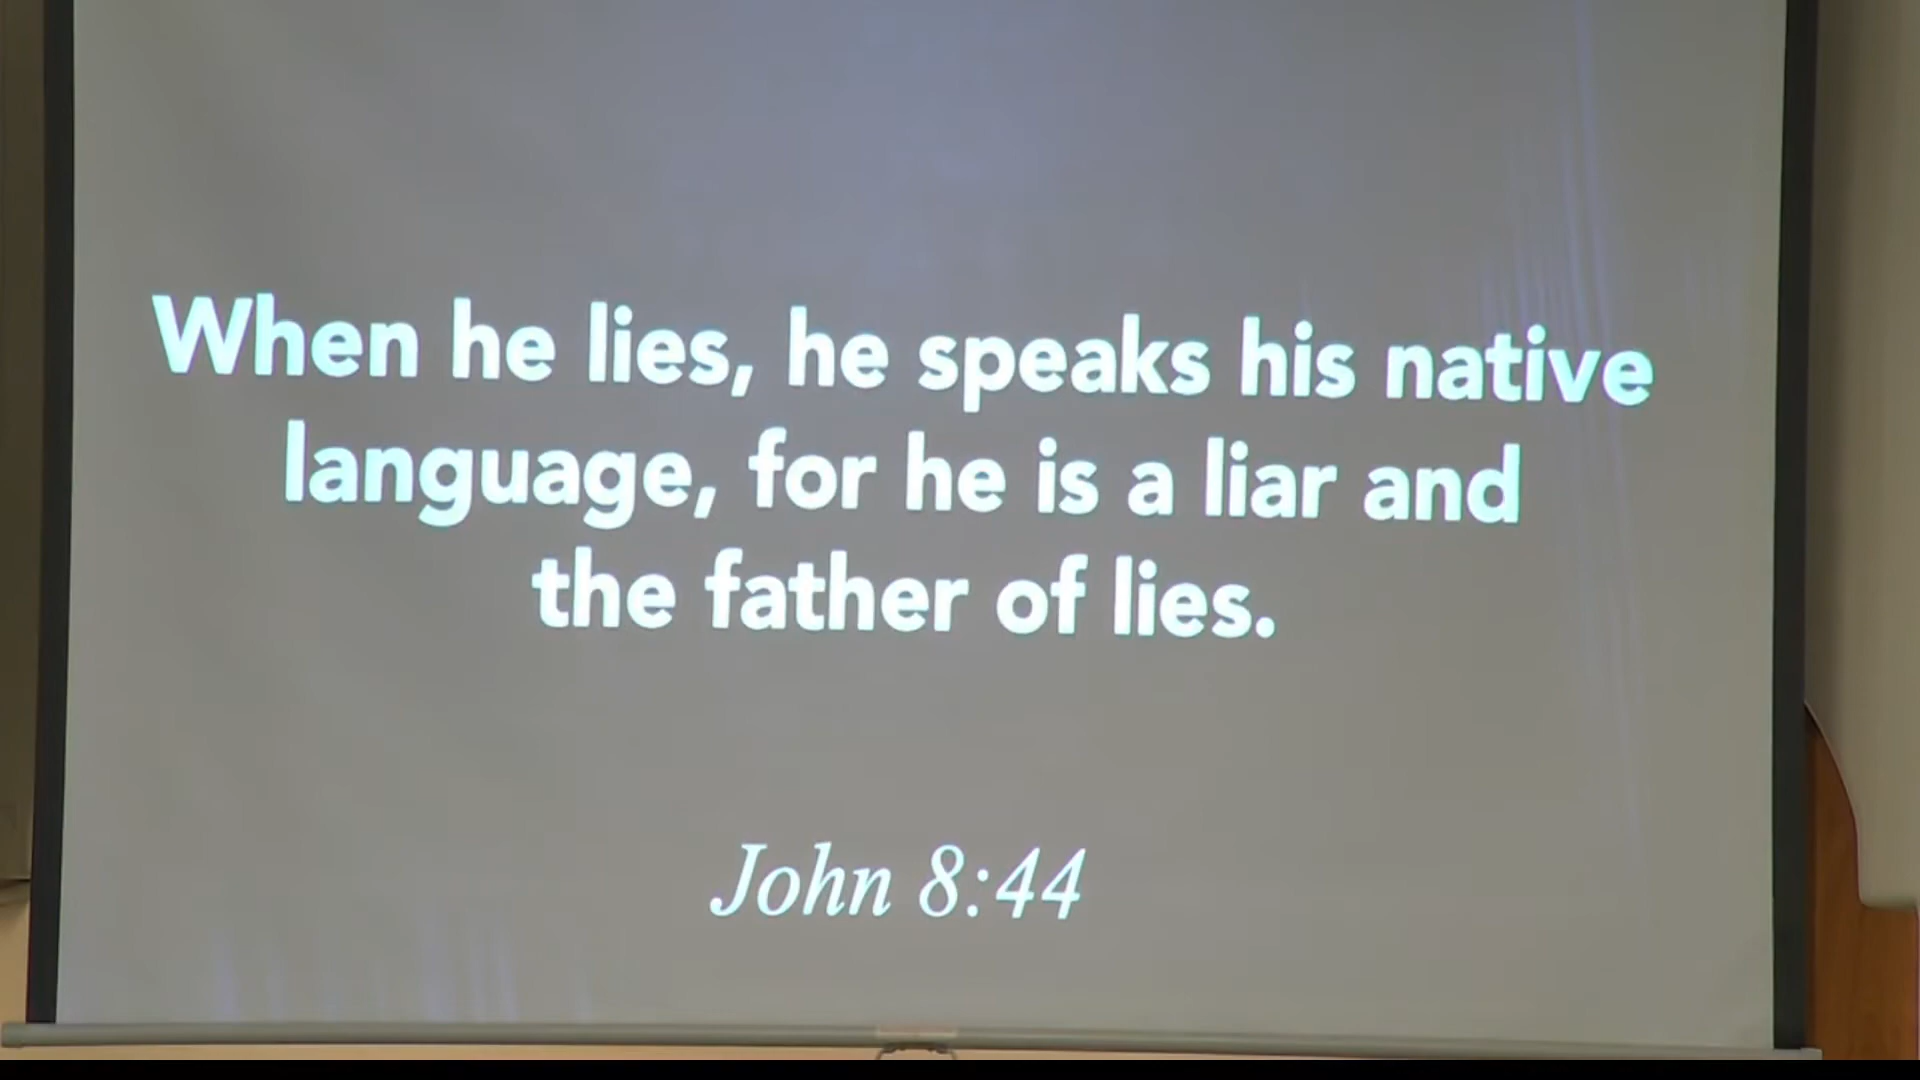 When he lies, he speaks his native
language, for he is a liar and
the father of lies.
John 8:44